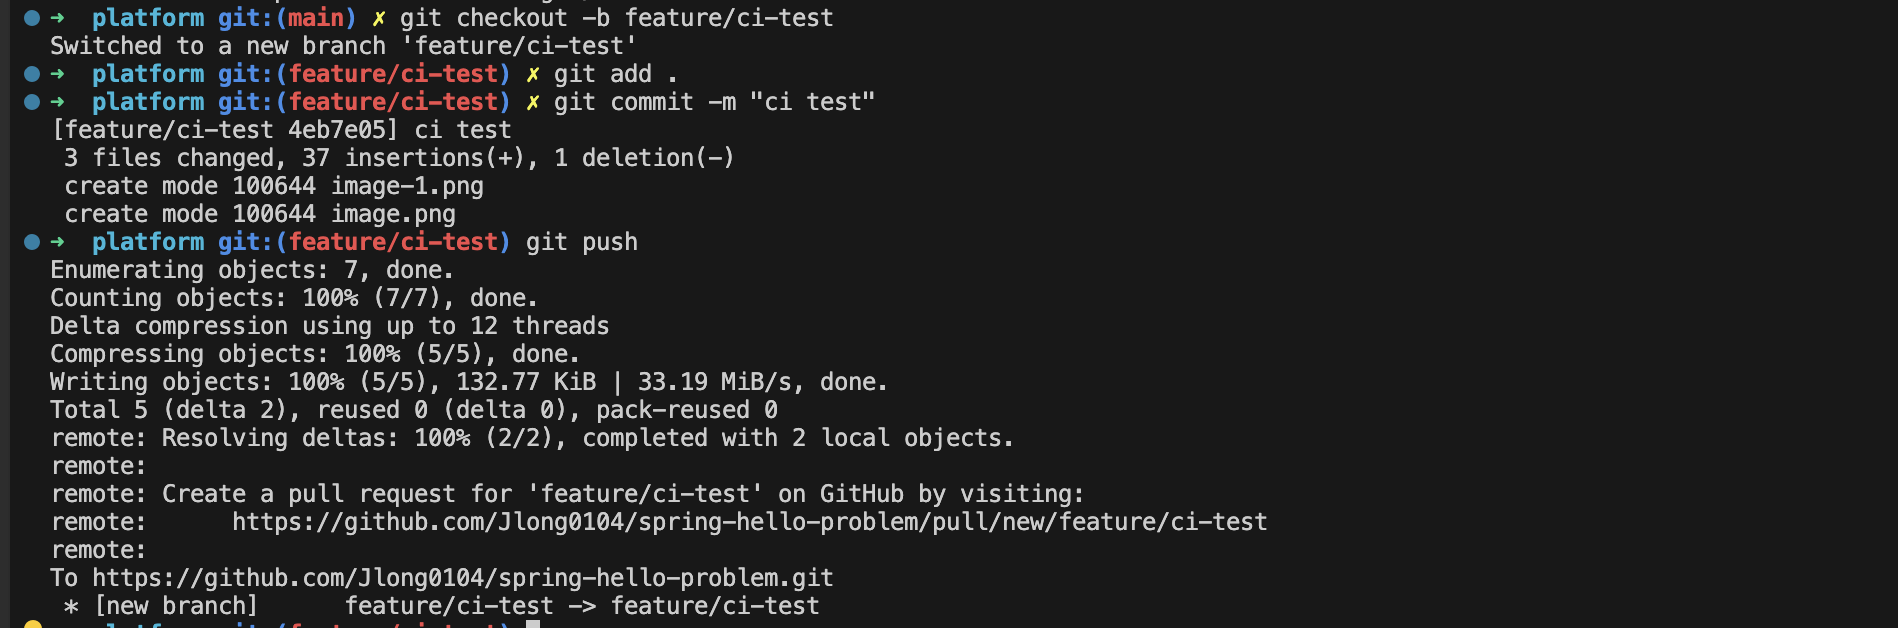 ➜  platform git:(main) ✗ git checkout -b feature/ci-test
Switched to a new branch 'feature/ci-test'
➜  platform git:(feature/ci-test) ✗ git add .
➜  platform git:(feature/ci-test) ✗ git commit -m "ci test"
[feature/ci-test 4eb7e05] ci test
 3 files changed, 37 insertions(+), 1 deletion(-)
 create mode 100644 image-1.png
 create mode 100644 image.png
➜  platform git:(feature/ci-test) git push
Enumerating objects: 7, done.
Counting objects: 100% (7/7), done.
Delta compression using up to 12 threads
Compressing objects: 100% (5/5), done.
Writing objects: 100% (5/5), 132.77 KiB | 33.19 MiB/s, done.
Total 5 (delta 2), reused 0 (delta 0), pack-reused 0
remote: Resolving deltas: 100% (2/2), completed with 2 local objects.
remote:
remote: Create a pull request for 'feature/ci-test' on GitHub by visiting:
remote:      https://github.com/Jlong0104/spring-hello-problem/pull/new/feature/ci-test
remote:
To https://github.com/Jlong0104/spring-hello-problem.git
 * [new branch]      feature/ci-test -> feature/ci-test